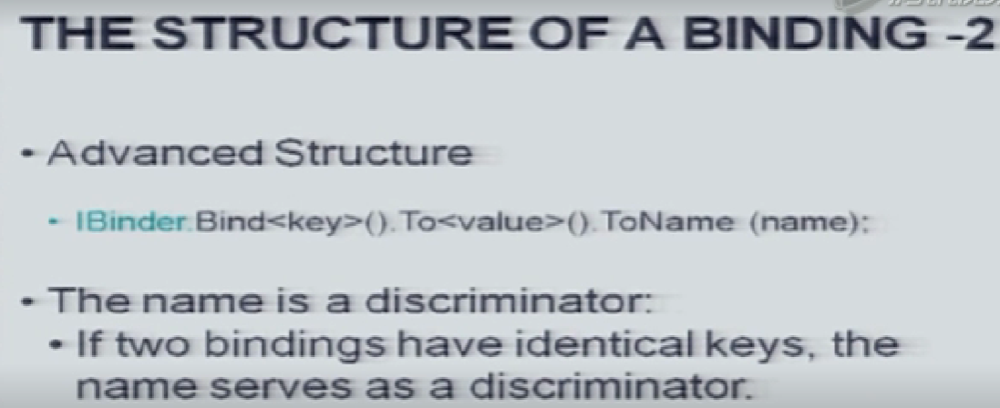 THE STRUCTURE OF A BINDING -2
• Advanced Structure
• IBinder.Bind<key>().To<value>().ToName (name);
• The name is a discriminator:
• If two bindings have identical keys, the
name serves as a discriminator.